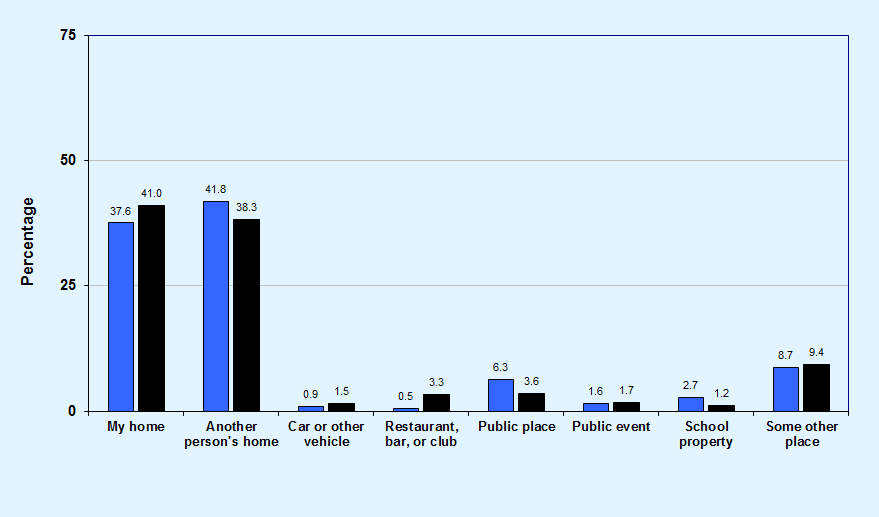 75
50
25
0
Percentage
37.6
41.0
41.8
38.3
0.9
1.5
0.5
3.3
6.3
3.6
1.6
1.7
2.7
1.2
8.7
9.4
My home
Another
person's home
Car or other
vehicle
Restaurant,
bar, or club
Public place
Public event
School
property
Some other
place